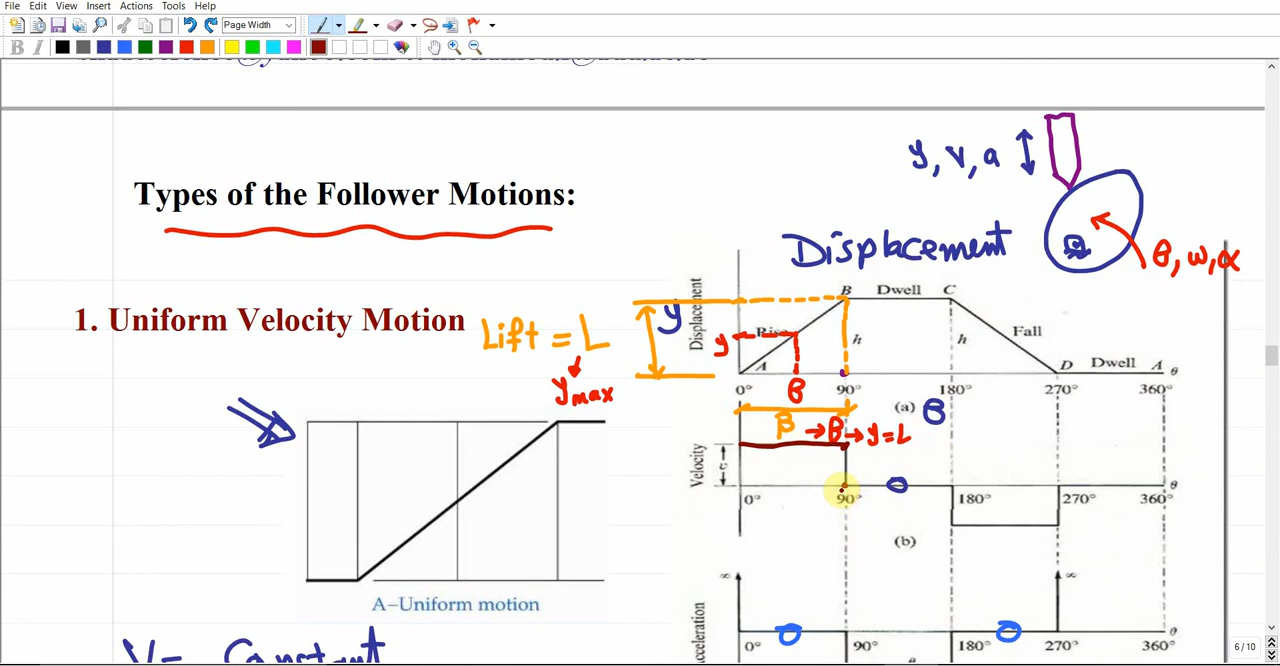 File Edit View Insert Actions Tools Help
Page Width
B I
y, v, a
Types of the Follower Motions:
θ, ω, α
Displacement
1. Uniform Velocity Motion
Lift = L
ymax
Displacement
y
y
Rise
A
B Dwell C
h
h
Fall
D Dwell A θ
0° 90° 180° 270° 360°
θ
(a) θ
β → θ → y = L
Velocity
0
θ
0° 90° 180° 270° 360°
(b)
A–Uniform motion
∞ ∞
0 0
θ
0° 90° 180° 270° 360°
V = Constant
6 / 10